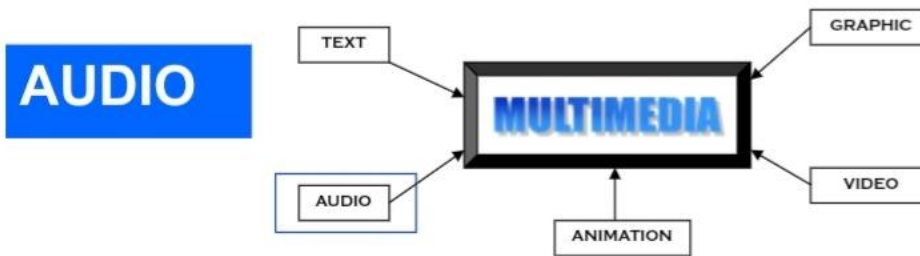 AUDIO
TEXT
GRAPHIC
MULTIMEDIA
AUDIO
VIDEO
ANIMATION